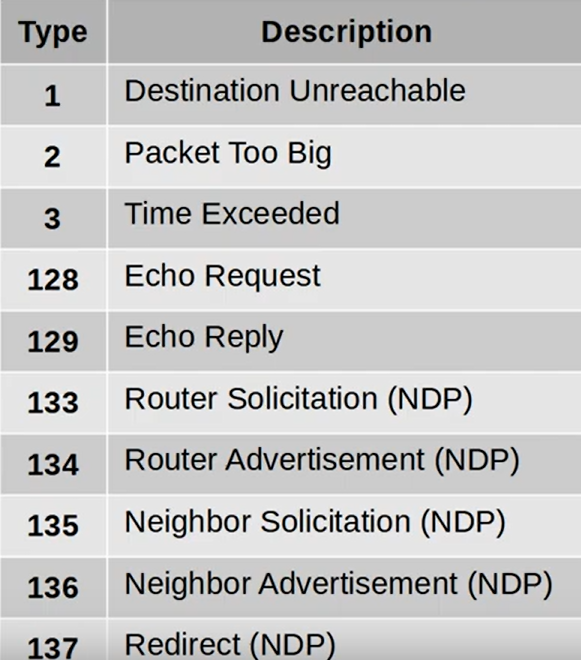 Type Description
1 Destination Unreachable
2 Packet Too Big
3 Time Exceeded
128 Echo Request
129 Echo Reply
133 Router Solicitation (NDP)
134 Router Advertisement (NDP)
135 Neighbor Solicitation (NDP)
136 Neighbor Advertisement (NDP)
137 Redirect (NDP)